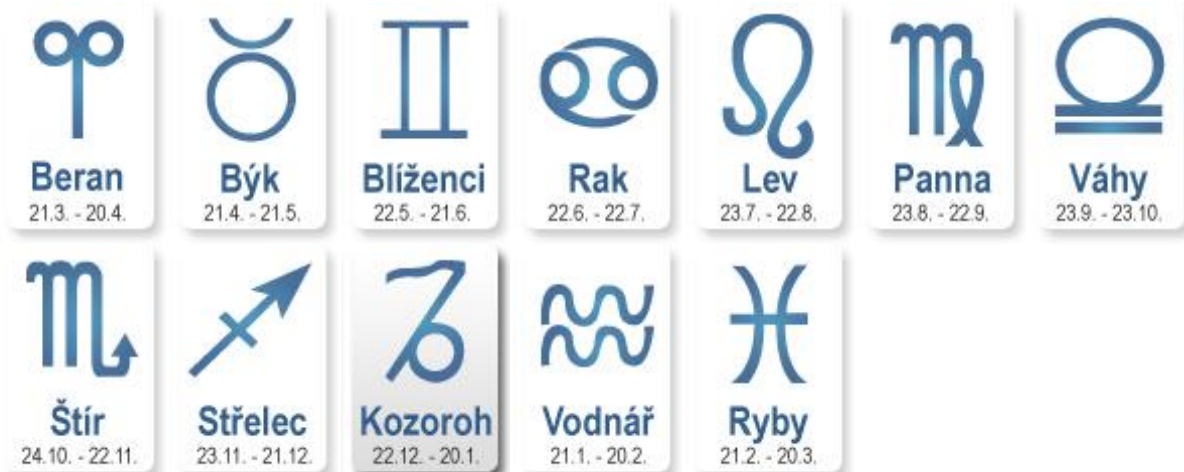 Beran
21.3. - 20.4.
Býk
21.4. - 21.5.
Blíženci
22.5. - 21.6.
Rak
22.6. - 22.7.
Lev
23.7. - 22.8.
Panna
23.8. - 22.9.
Váhy
23.9. - 23.10.
Štír
24.10. - 22.11.
Střelec
23.11. - 21.12.
Kozoroh
22.12. - 20.1.
Vodnář
21.1. - 20.2.
Ryby
21.2. - 20.3.